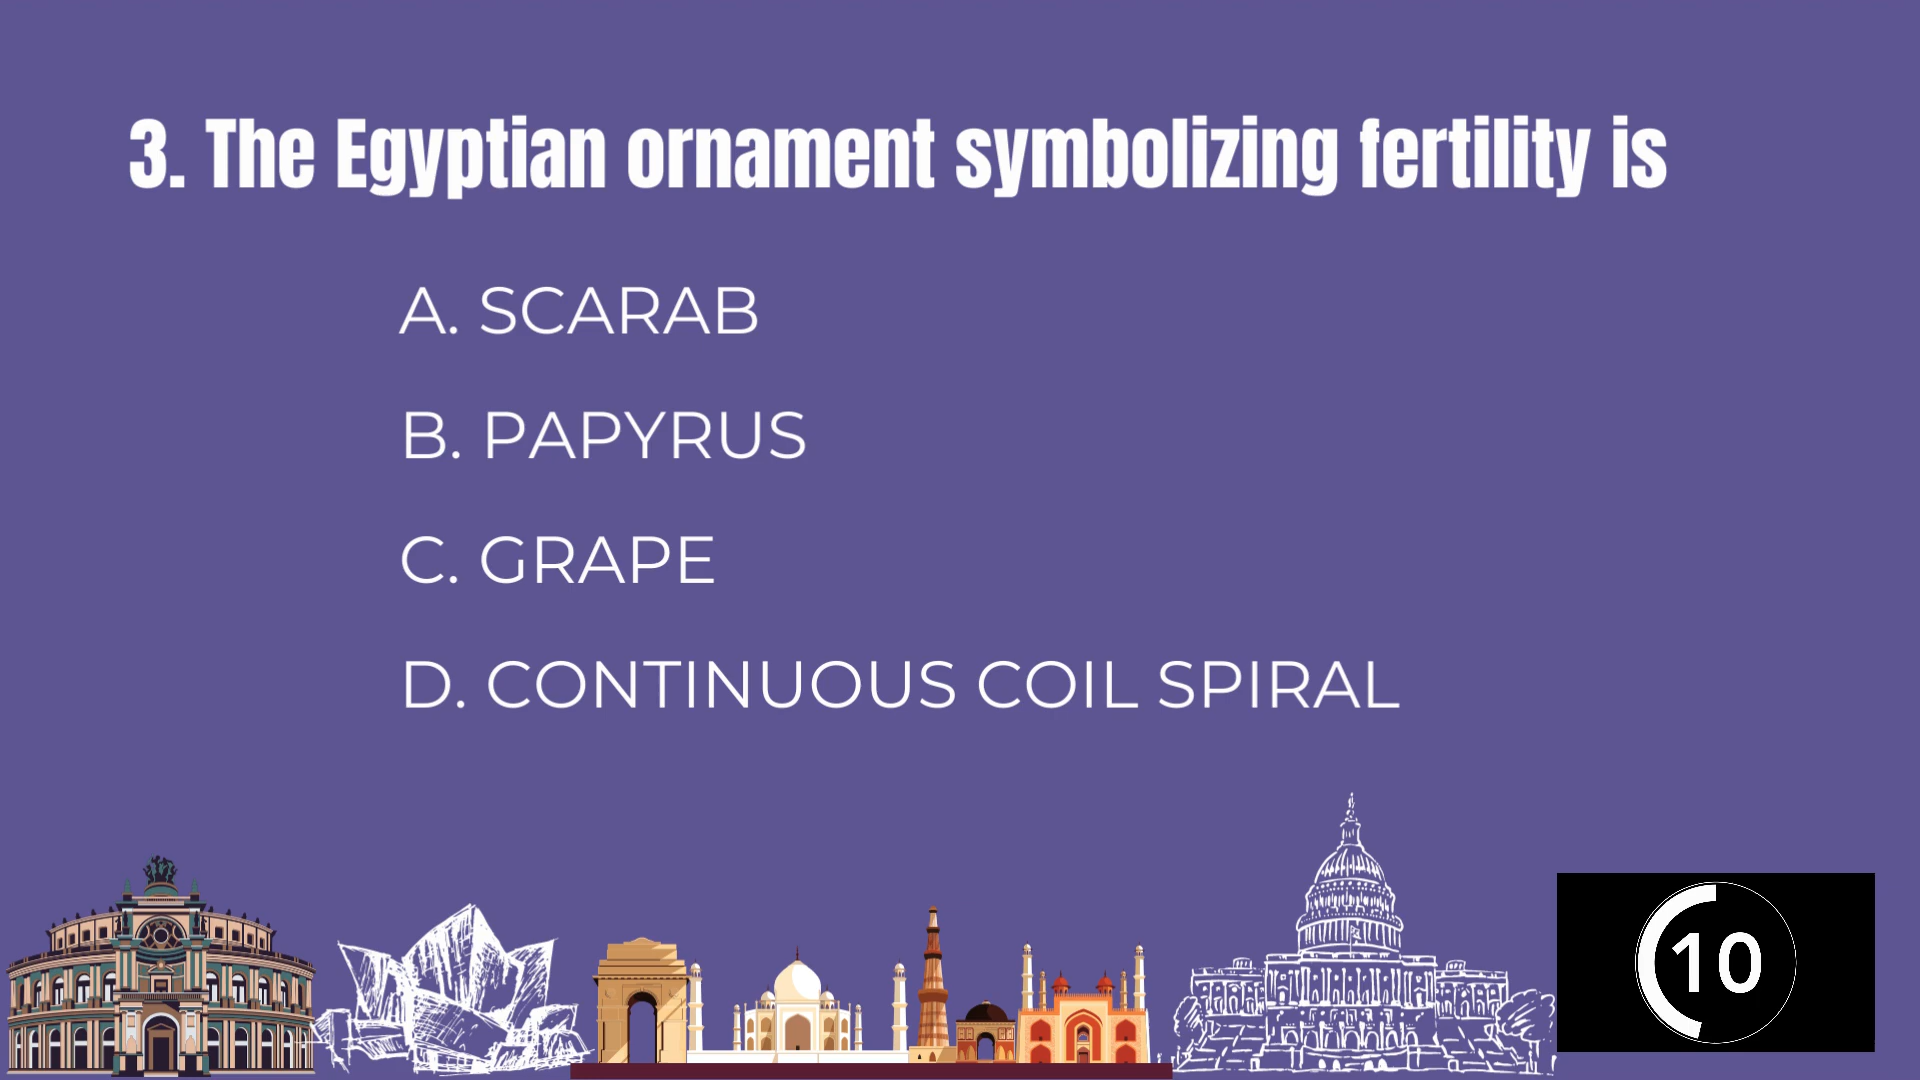 3. The Egyptian ornament symbolizing fertility is
A. SCARAB
B. PAPYRUS
C. GRAPE
D. CONTINUOUS COIL SPIRAL
10